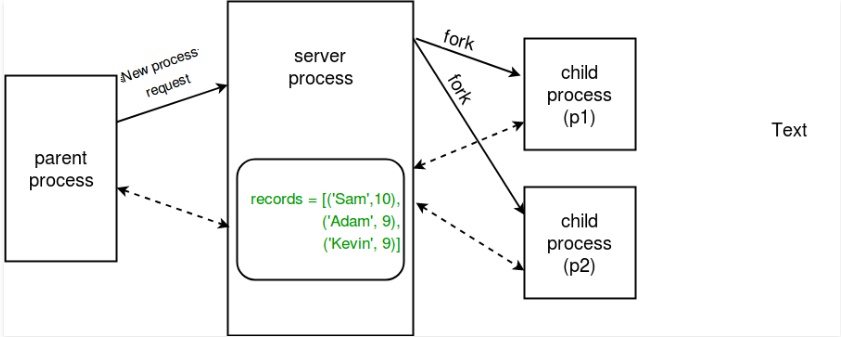 New process
request
parent
process
server
process
records = [('Sam',10),
('Adam', 9),
('Kevin', 9)]
fork
fork
child
process
(p1)
child
process
(p2)
Text